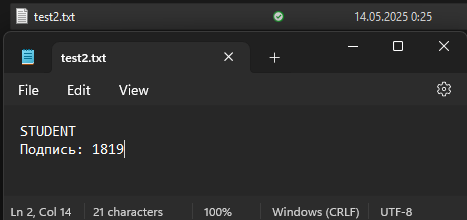 test2.txt 14.05.2025 0:25
test2.txt
File Edit View
STUDENT
Подпись: 1819
Ln 2, Col 14 21 characters 100% Windows (CRLF) UTF-8